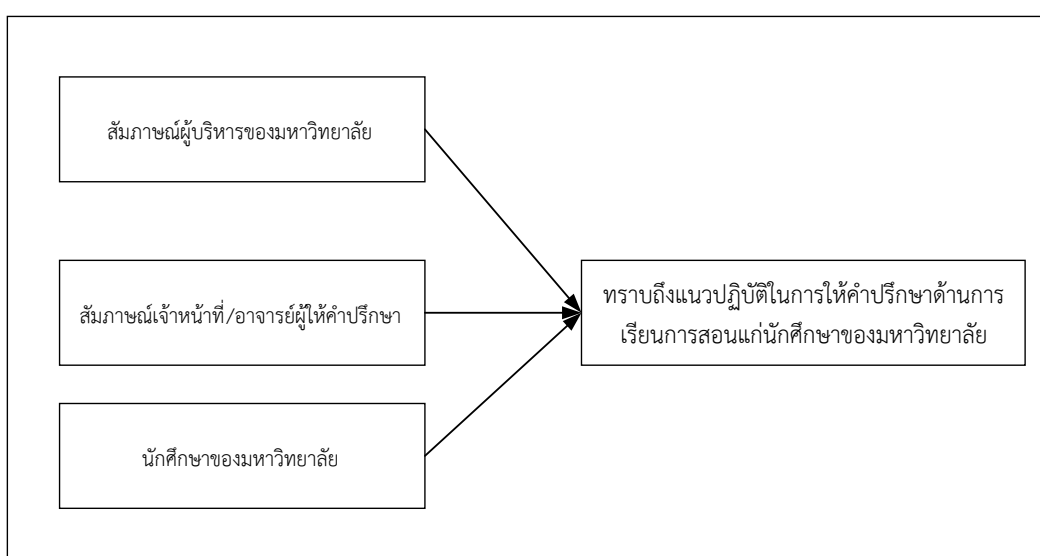 สัมภาษณ์ผู้บริหารของมหาวิทยาลัย
สัมภาษณ์เจ้าหน้าที่/อาจารย์ผู้ให้คำปรึกษา
นักศึกษาของมหาวิทยาลัย
ทราบถึงแนวปฏิบัติในการให้คำปรึกษาด้านการ
เรียนการสอนแก่นักศึกษาของมหาวิทยาลัย